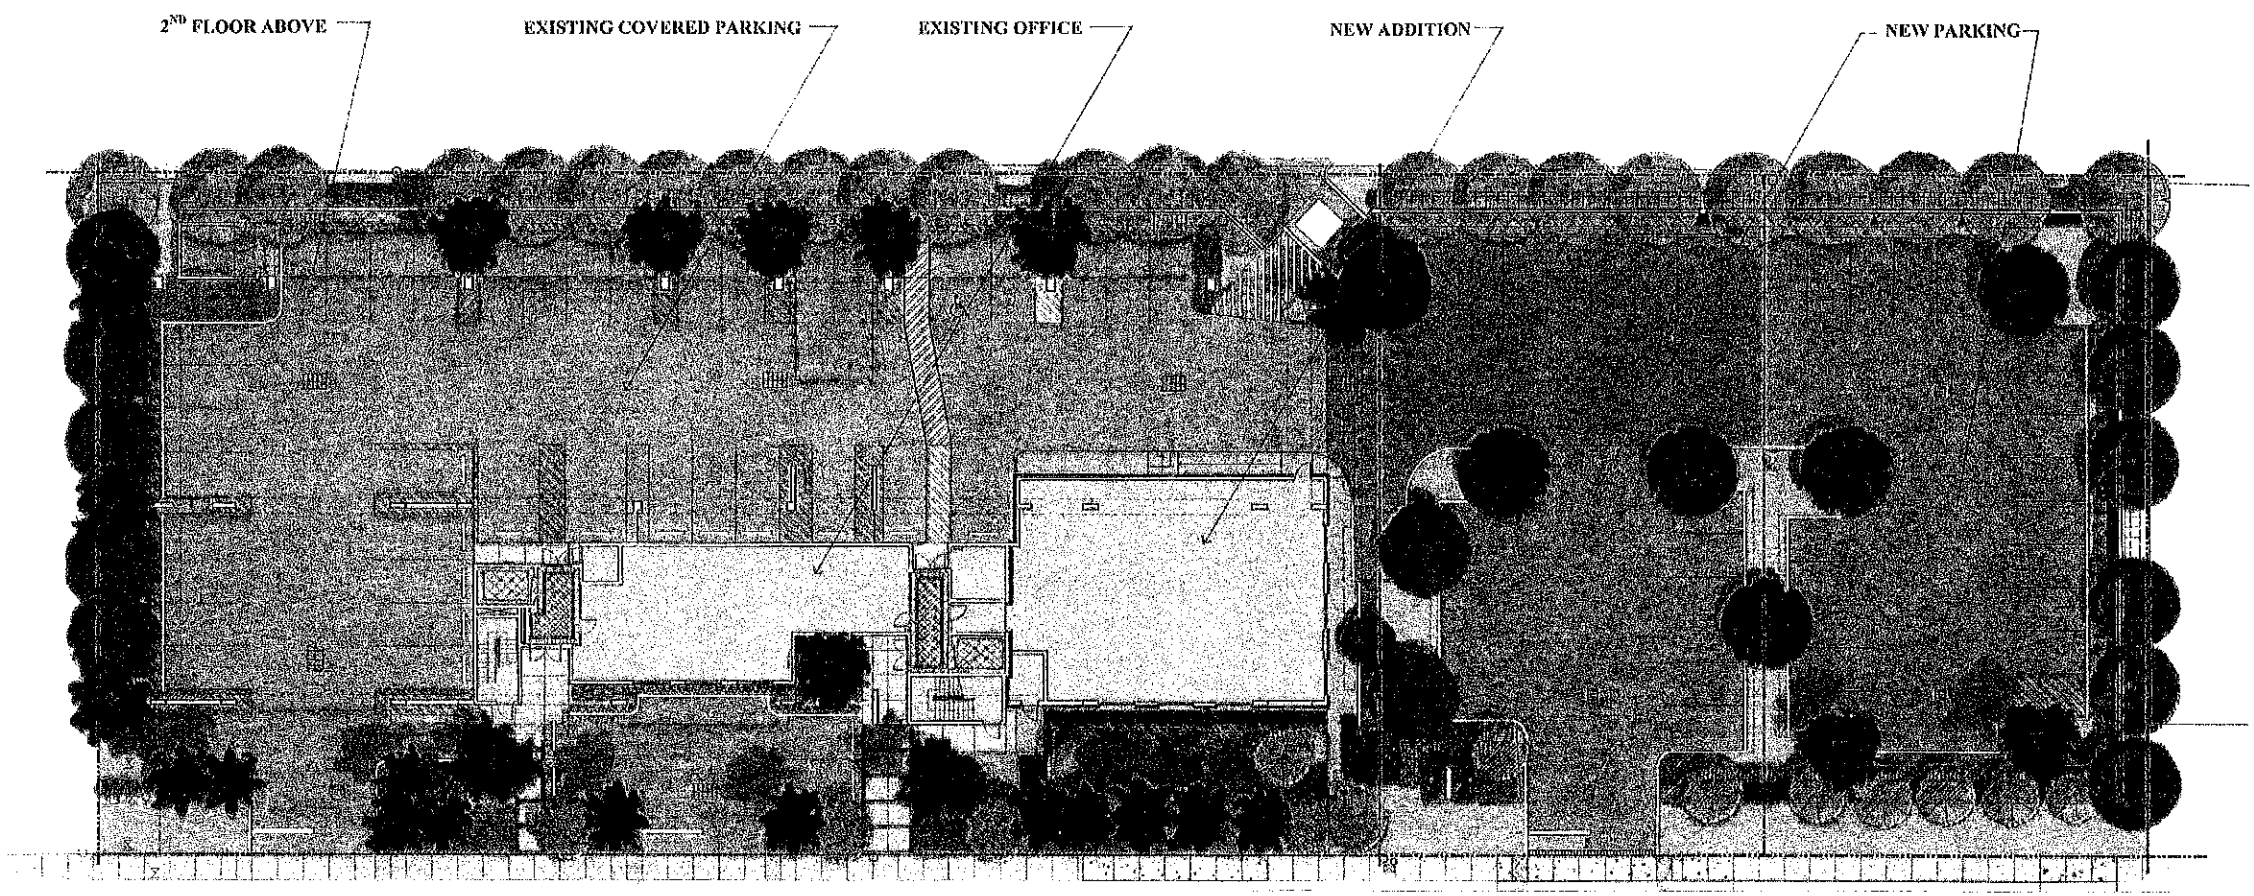 2ND FLOOR ABOVE
EXISTING COVERED PARKING
EXISTING OFFICE
NEW ADDITION
NEW PARKING